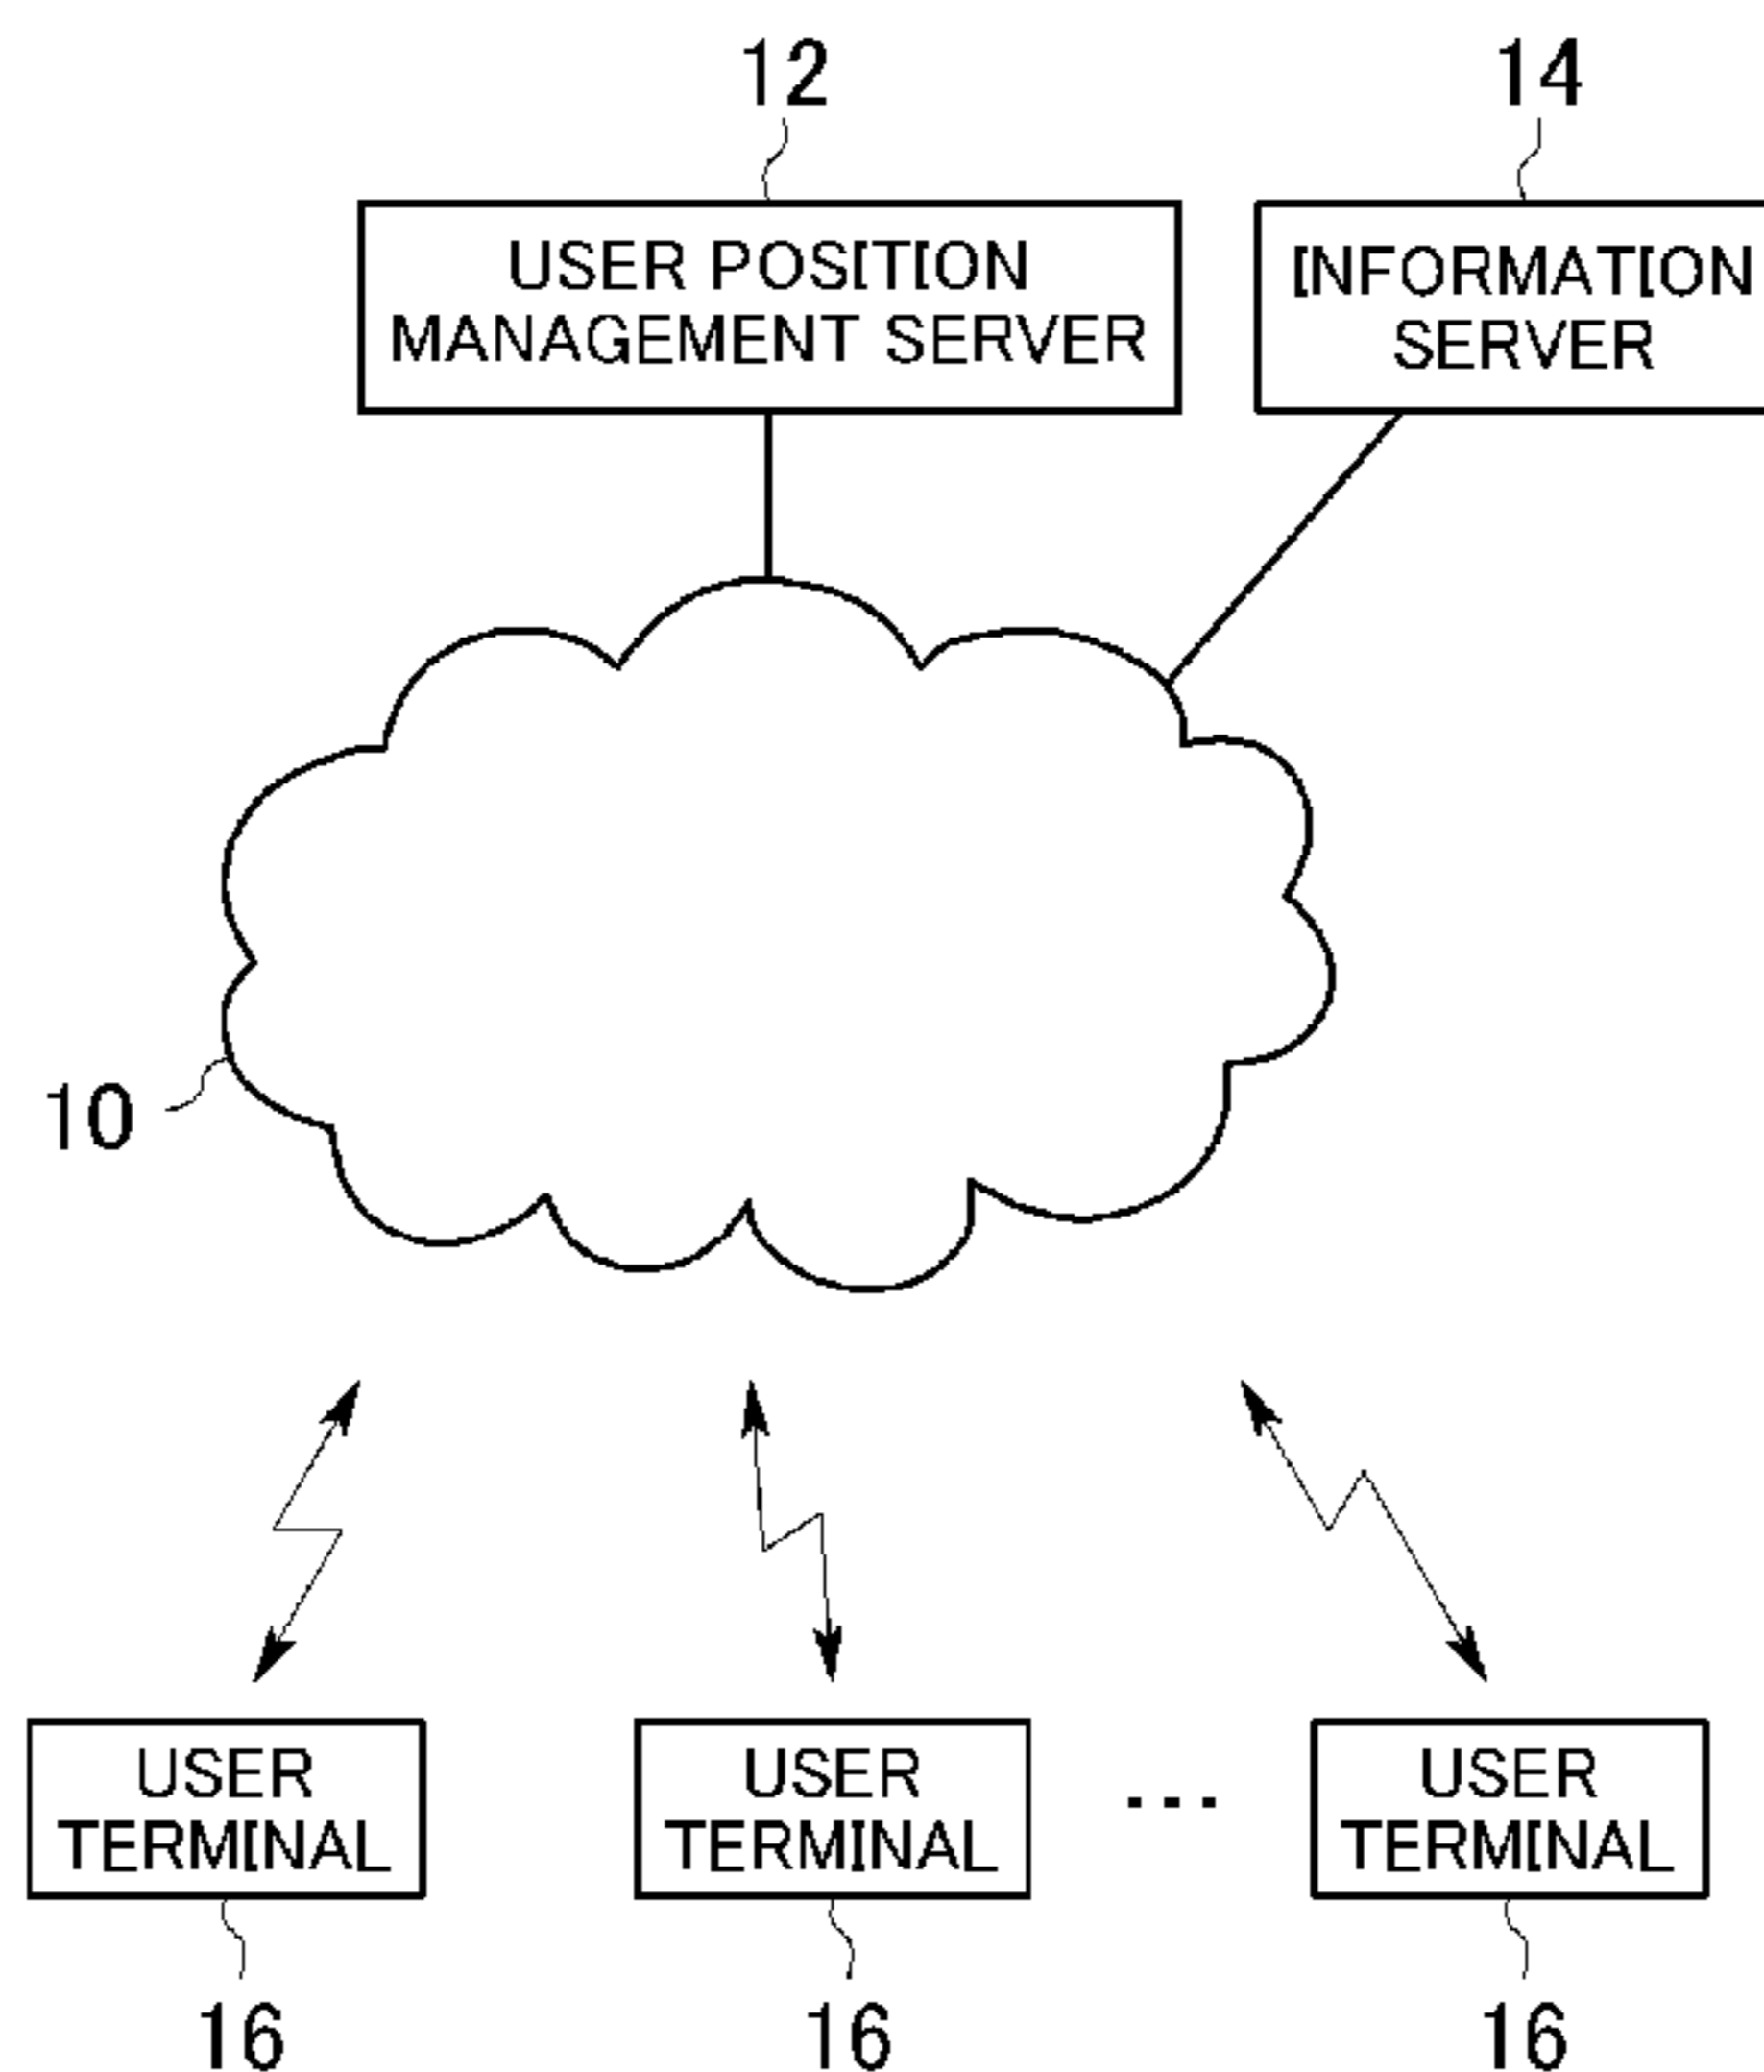 12
14
USER POSITION
MANAGEMENT SERVER
INFORMATION
SERVER
10
USER
TERMINAL
USER
TERMINAL
...
USER
TERMINAL
16
16
16